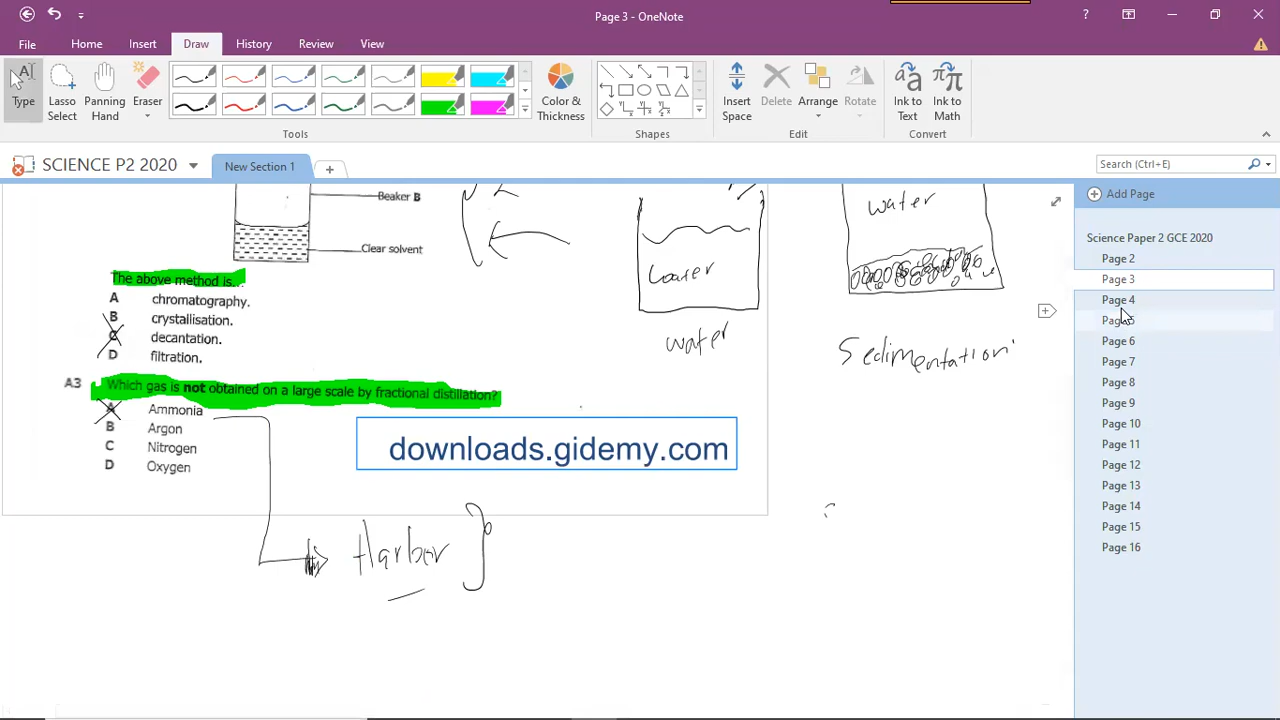 Page 3 - OneNote
?
File
Home
Insert
Draw
History
Review
View
Type
Lasso Select
Panning Hand
Eraser
Color & Thickness
Insert Space
Delete
Arrange
Rotate
Ink to Text
Ink to Math
Tools
Shapes
Edit
Convert
SCIENCE P2 2020
New Section 1
Search (Ctrl+E)
Add Page
Science Paper 2 GCE 2020
Page 2
Page 3
Page 4
Page 5
Page 6
Page 7
Page 8
Page 9
Page 10
Page 11
Page 12
Page 13
Page 14
Page 15
Page 16
Beaker B
Clear solvent
water
water
water
Sedimentation
The above method is...
A chromatography.
B crystallisation.
C decantation.
D filtration.
A3 Which gas is not obtained on a large scale by fractional distillation?
A Ammonia
B Argon
C Nitrogen
D Oxygen
downloads.gidemy.com
Harber